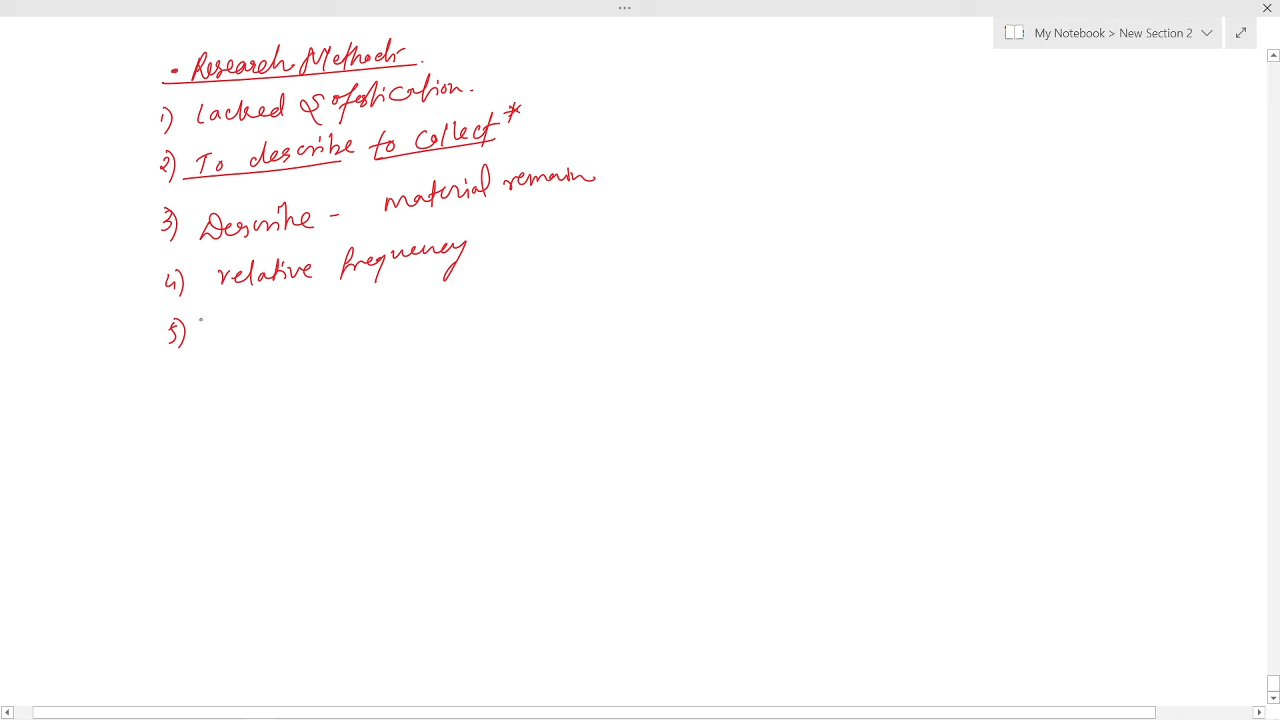 My Notebook > New Section 2
• Research Methods
1) Lacked Sofestication.
2) To describe to collect*
3) Describe - material remain
4) relative frequency
5)